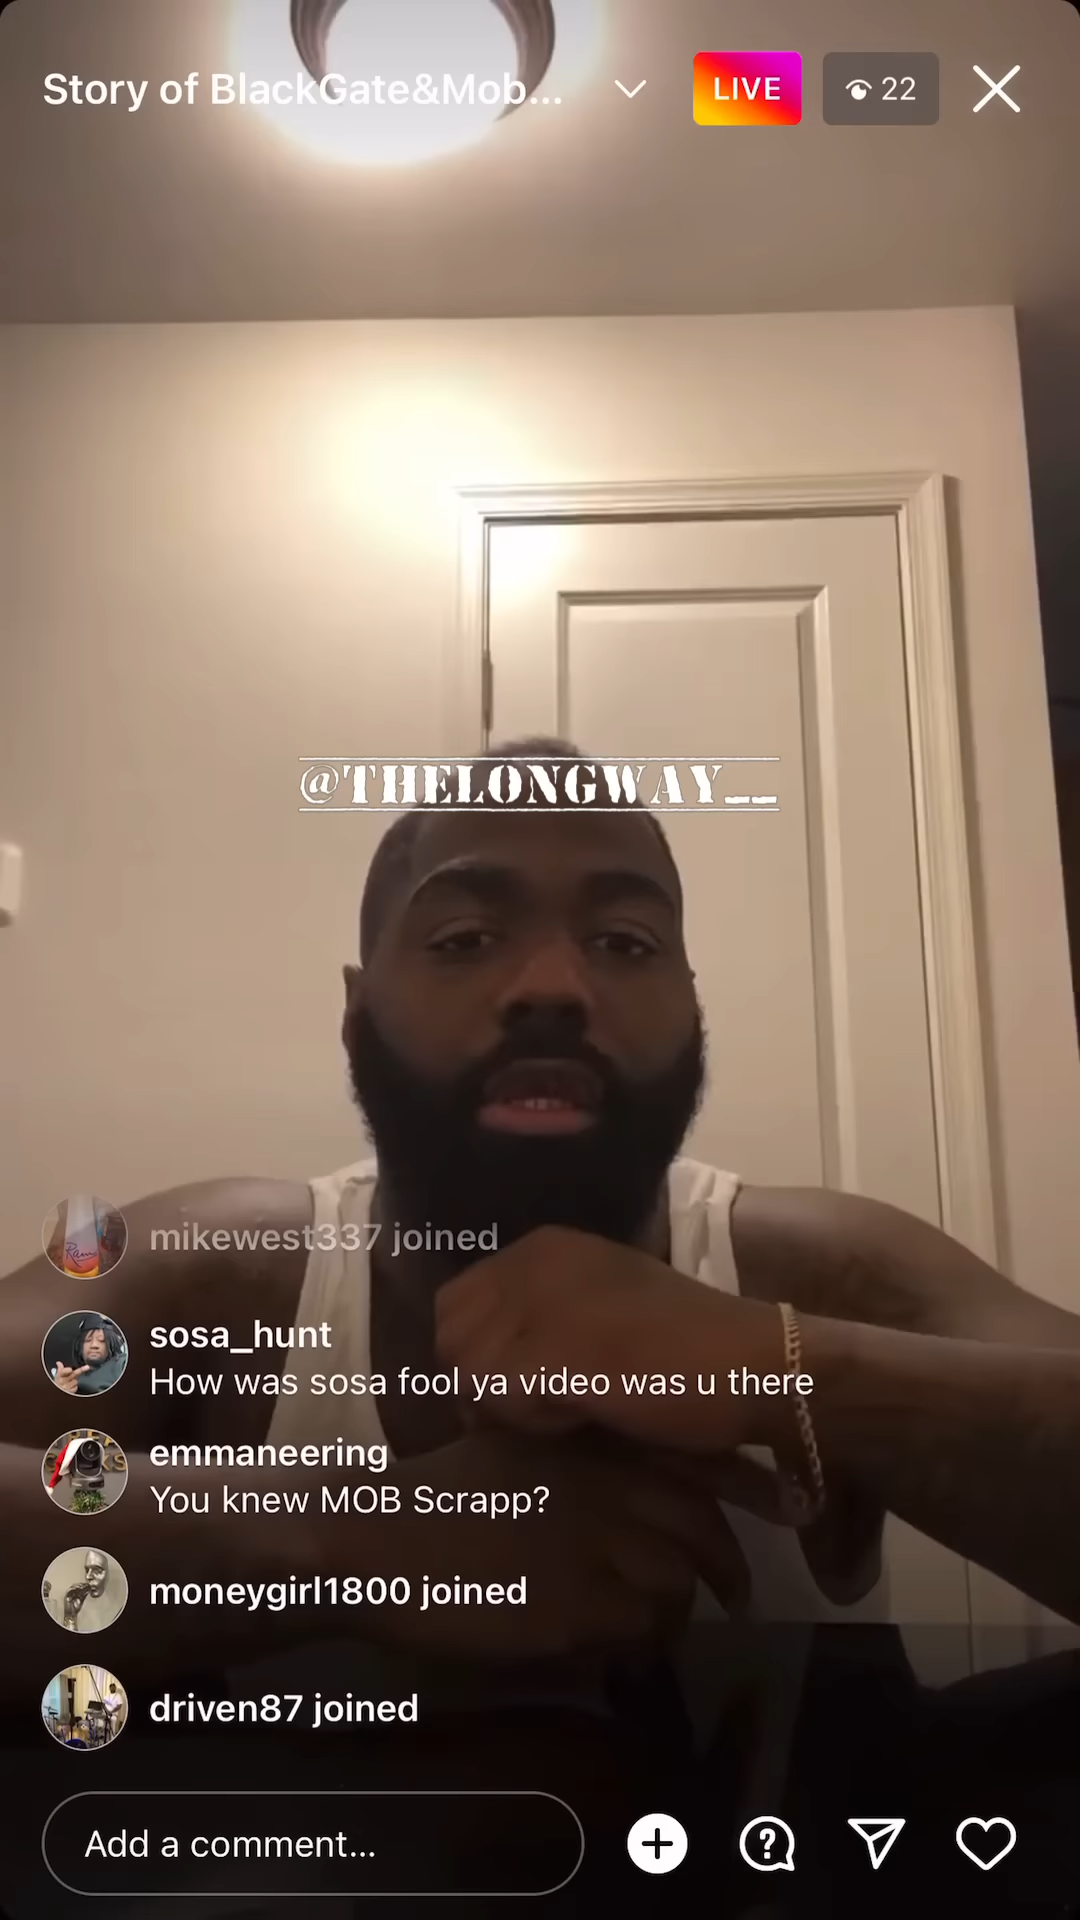 Story of BlackGate&Mob...
LIVE
22
@THELONGWAY__
mikewest337 joined
sosa_hunt
How was sosa fool ya video was u there
emmaneering
You knew MOB Scrapp?
moneygirl1800 joined
driven87 joined
Add a comment...